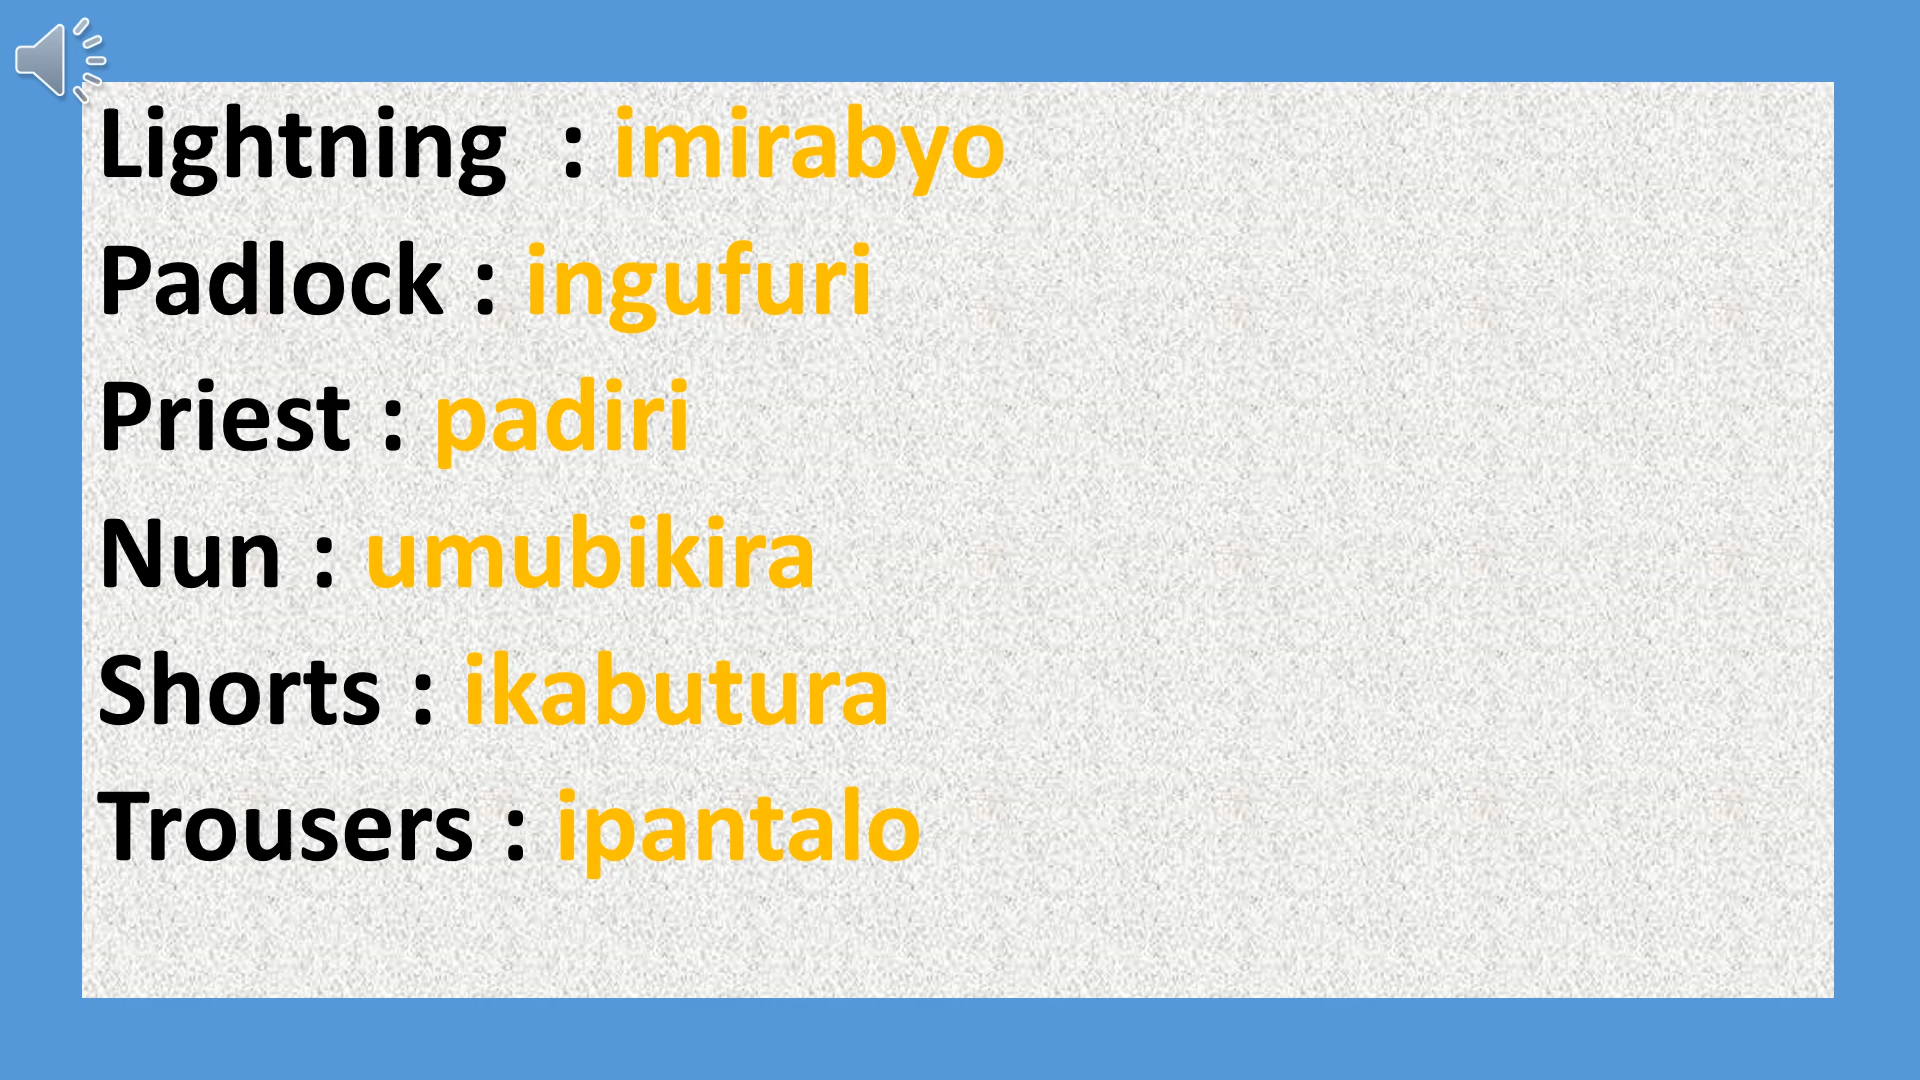 Lightning : imirabyo
Padlock : ingufuri
Priest : padiri
Nun : umubikira
Shorts : ikabutura
Trousers : ipantalo